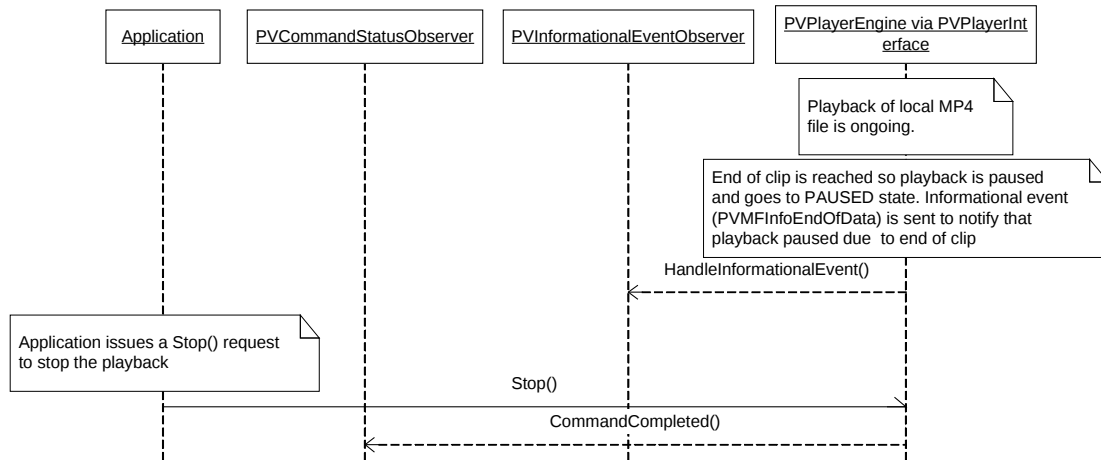 Application
PVCommandStatusObserver
PVInformationalEventObserver
PVPlayerEngine via PVPlayerInt
erface
Playback of local MP4
file is ongoing.
End of clip is reached so playback is paused
and goes to PAUSED state. Informational event
(PVMFInfoEndOfData) is sent to notify that
playback paused due to end of clip
HandleInformationalEvent()
Application issues a Stop() request
to stop the playback
Stop()
CommandCompleted()